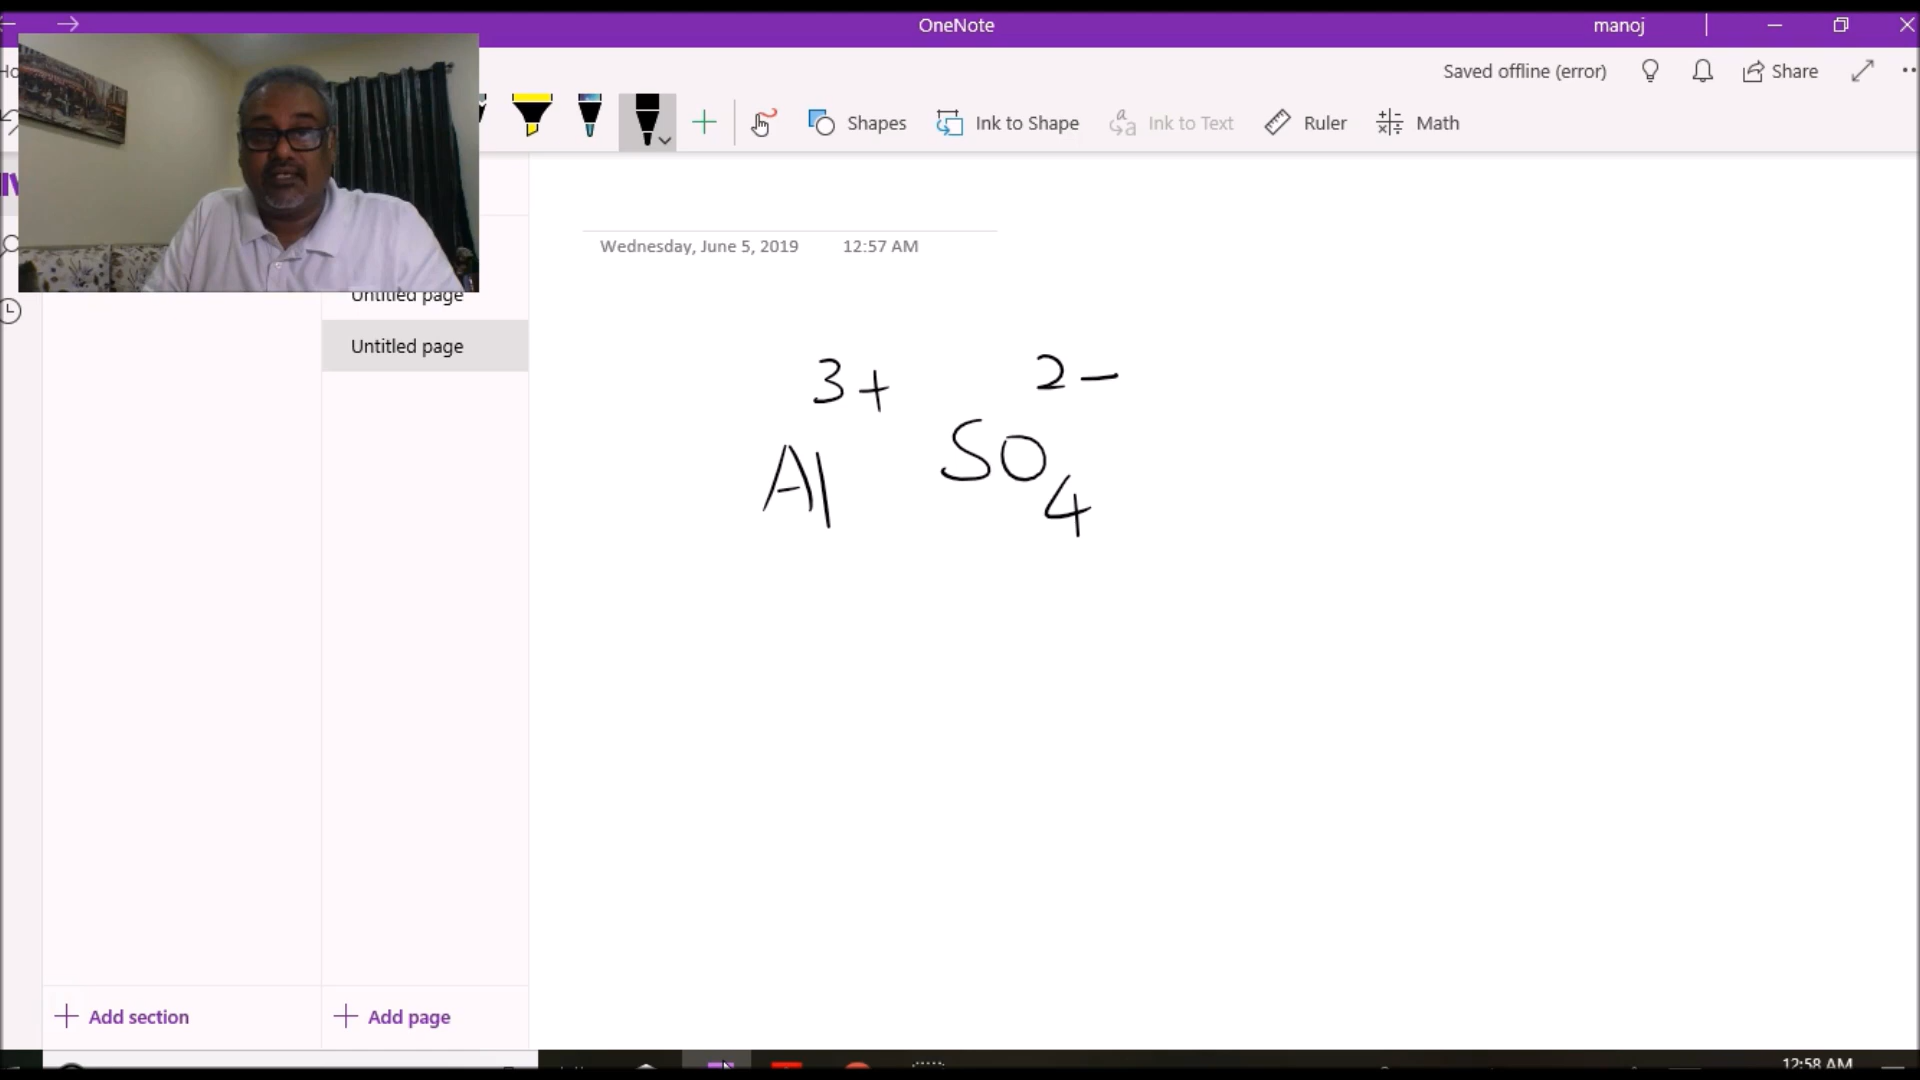 OneNote
manoj
Saved offline (error)
Share
Shapes
Ink to Shape
Ink to Text
Ruler
Math
Wednesday, June 5, 2019 12:57 AM
Untitled page
Untitled page
3+ 2-
Al SO4
Add section
Add page
12:58 AM